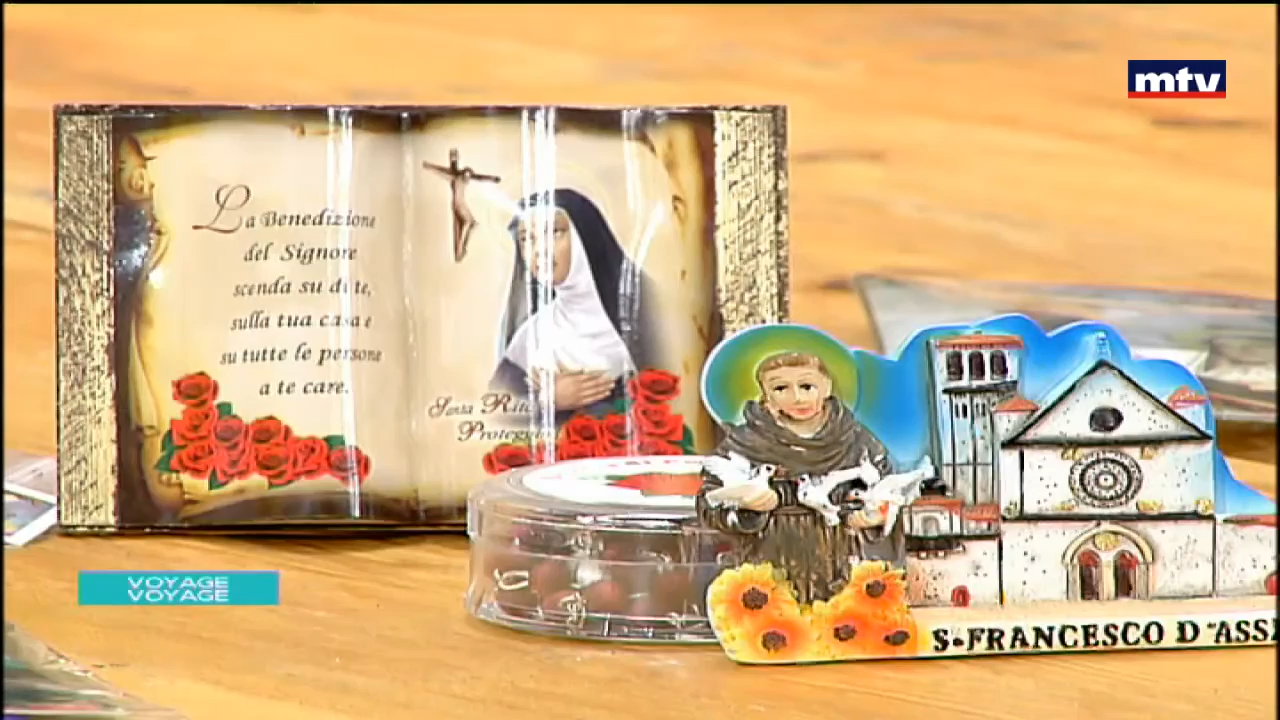 mtv
La Benedizione
del Signore
scenda su di te,
sulla tua casa e
su tutte le persone
a te care.
Santa Rita
VOYAGE
VOYAGE
S. FRANCESCO D'ASSI